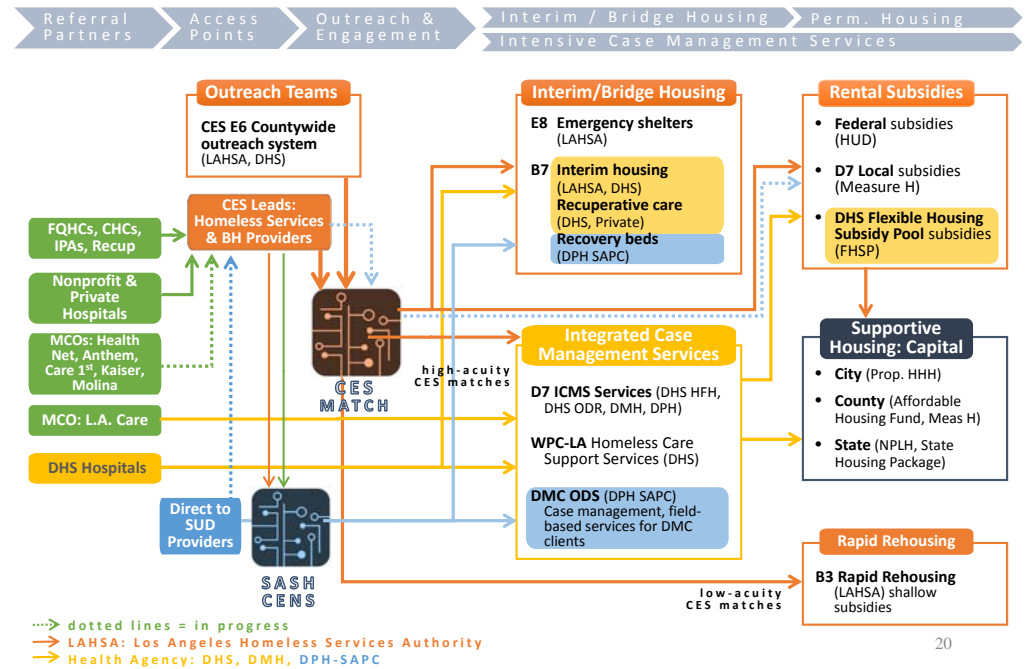 Referral
Partners
Access
Points
Outreach &
Engagement
Interim / Bridge Housing
Perm. Housing
Intensive Case Management Services
Outreach Teams
CES E6 Countywide
outreach system
(LAHSA, DHS)
CES Leads:
Homeless Services
& BH Providers
FQHCs, CHCs,
IPAs, Recup
Nonprofit &
Private
Hospitals
MCOs: Health
Net, Anthem,
Care 1st, Kaiser,
Molina
MCO: L.A. Care
DHS Hospitals
Direct to
SUD
Providers
CES
MATCH
SASH
CENS
high-acuity
CES matches
Interim/Bridge Housing
E8 Emergency shelters
(LAHSA)
B7 Interim housing
(LAHSA, DHS)
Recuperative care
(DHS, Private)
Recovery beds
(DPH SAPC)
Integrated Case
Management Services
D7 ICMS Services (DHS HFH,
DHS ODR, DMH, DPH)
WPC-LA Homeless Care
Support Services (DHS)
DMC ODS (DPH SAPC)
Case management, field-
based services for DMC
clients
Rental Subsidies
• Federal subsidies
(HUD)
• D7 Local subsidies
(Measure H)
• DHS Flexible Housing
Subsidy Pool subsidies
(FHSP)
Supportive
Housing: Capital
• City (Prop. HHH)
• County (Affordable
Housing Fund, Meas H)
• State (NPLH, State
Housing Package)
Rapid Rehousing
B3 Rapid Rehousing
(LAHSA) shallow
subsidies
low-acuity
CES matches
dotted lines = in progress
LAHSA: Los Angeles Homeless Services Authority
Health Agency: DHS, DMH, DPH-SAPC
20